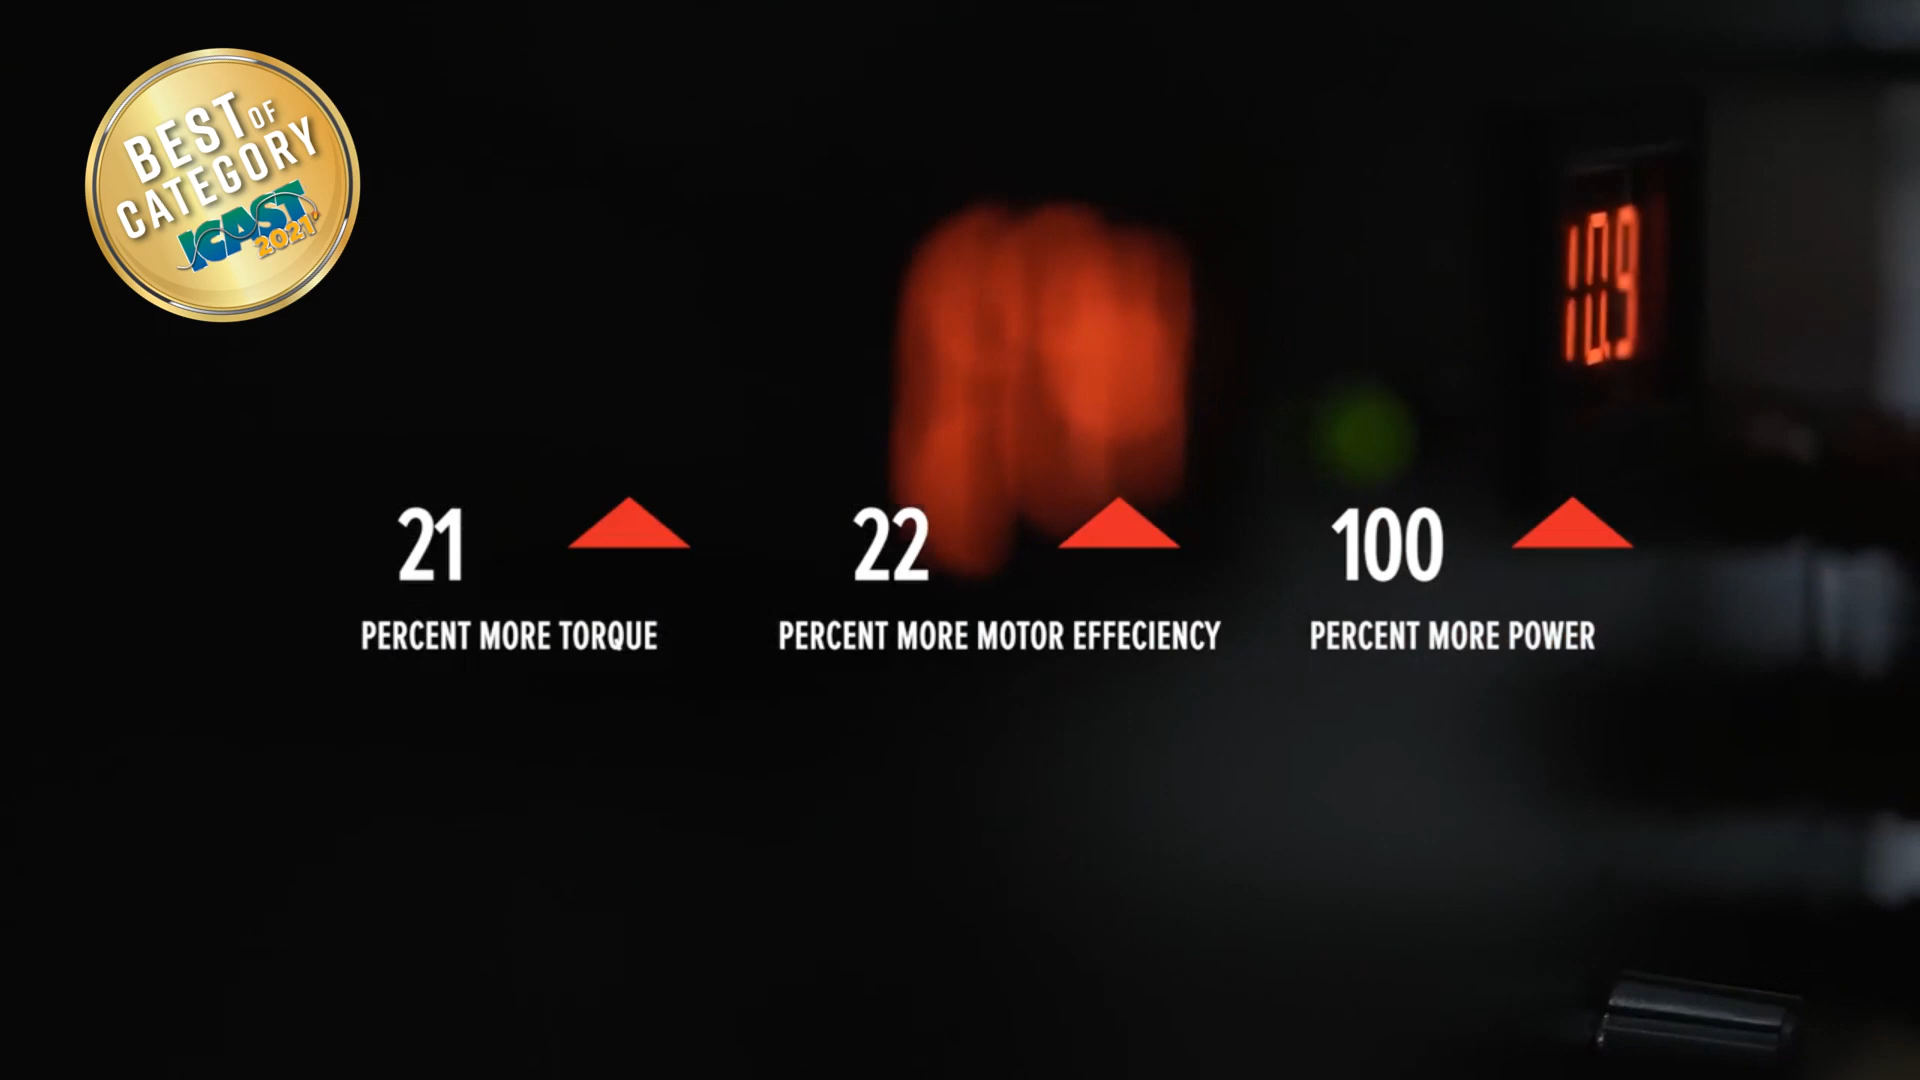 BEST OF
CATEGORY
ICAST
2021
10.9
21
22
100
PERCENT MORE TORQUE
PERCENT MORE MOTOR EFFECIENCY
PERCENT MORE POWER